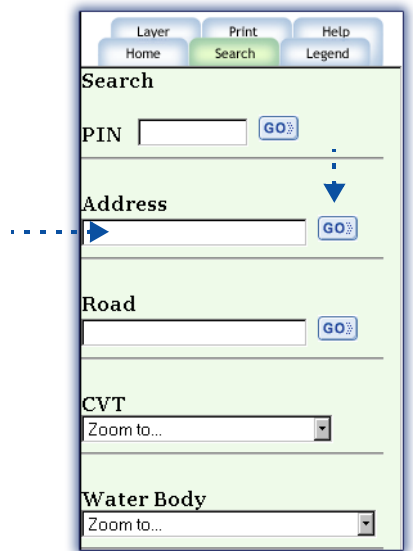 Layer Print Help
Home Search Legend
Search
PIN GO
Address
GO
Road
GO
CVT
Zoom to...
Water Body
Zoom to...